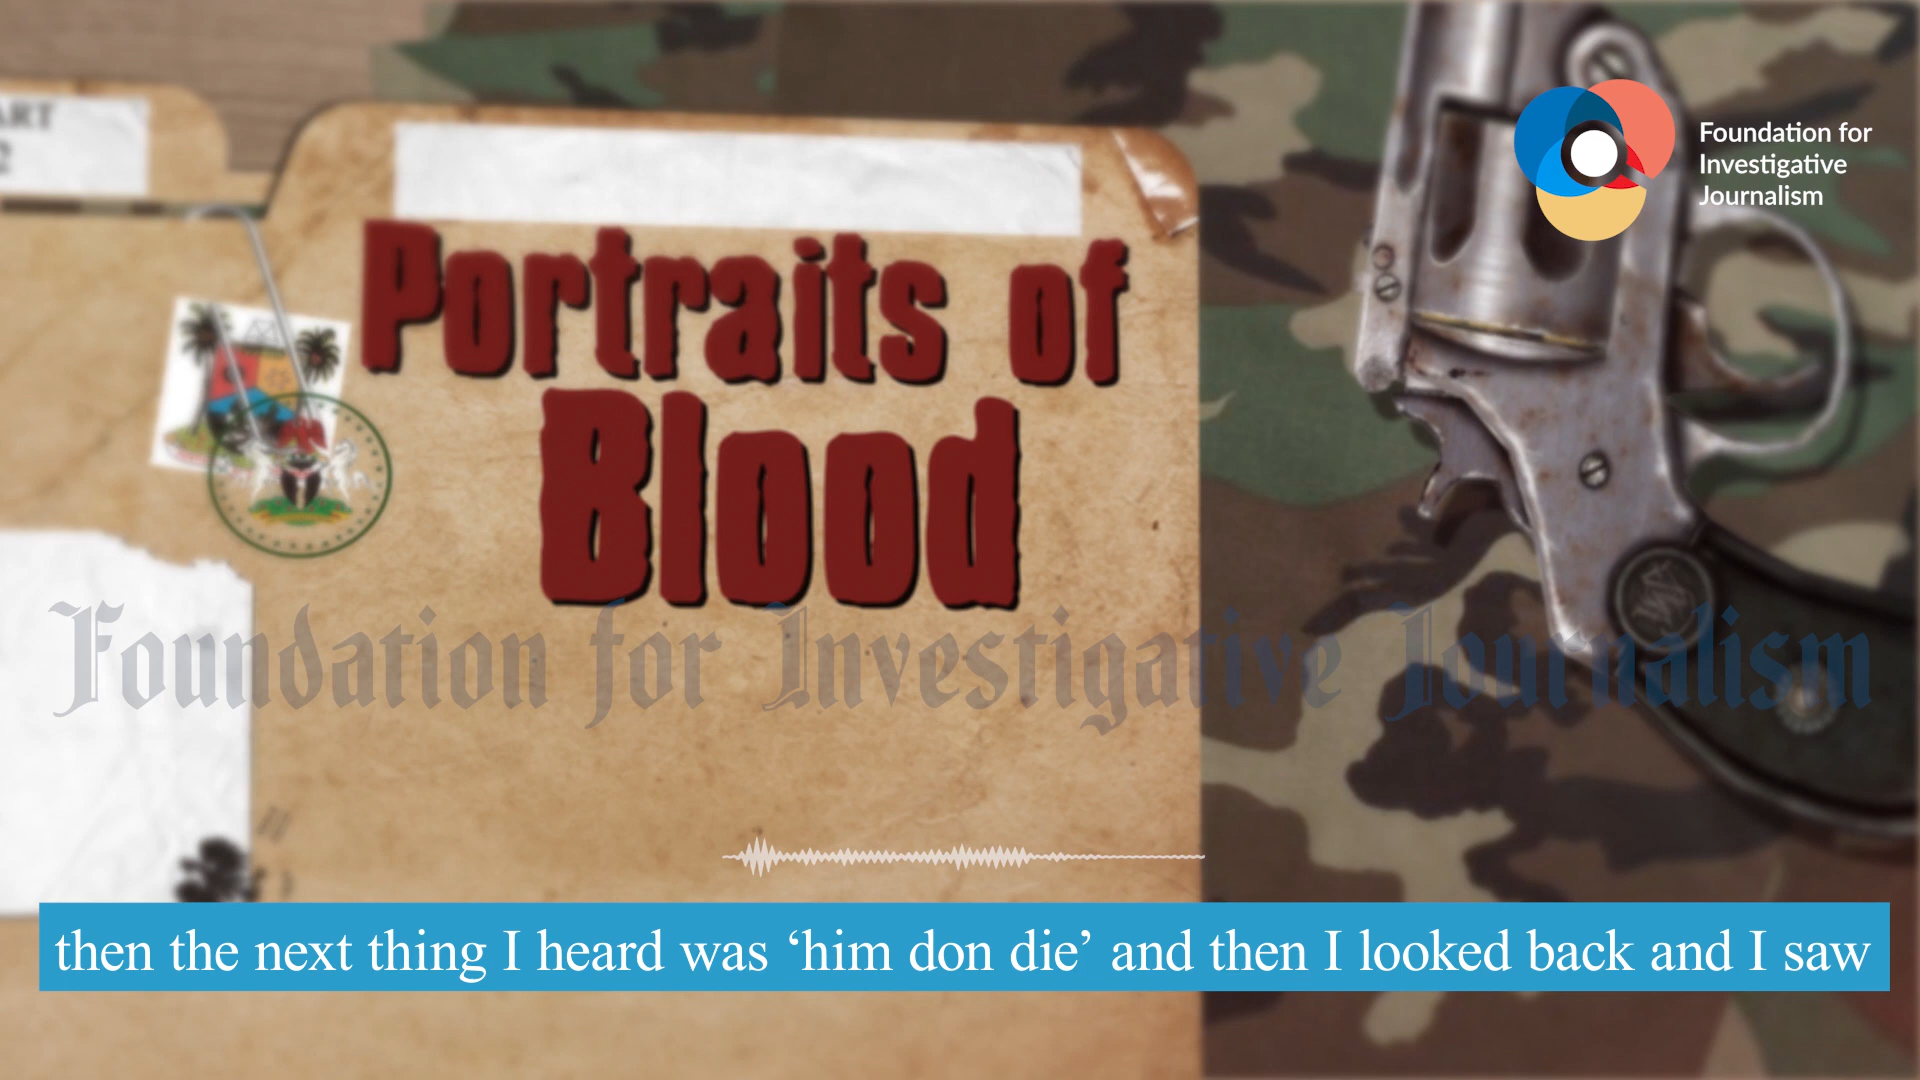 Foundation for
Investigative
Journalism
Portraits of
Blood
Foundation for Investigative Journalism
then the next thing I heard was ‘him don die’ and then I looked back and I saw